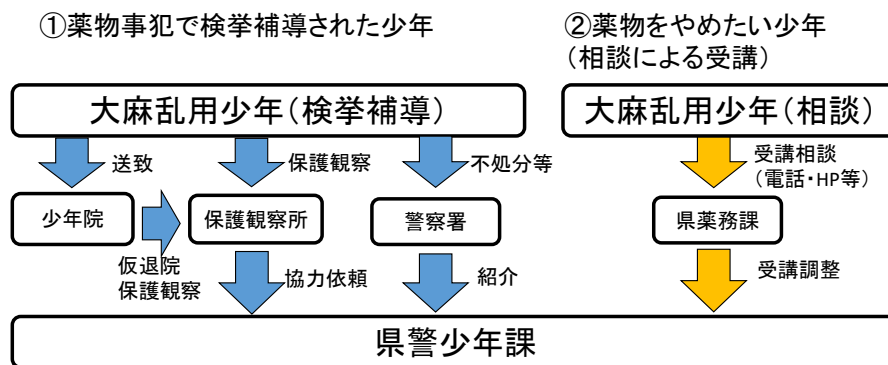 ①薬物事犯で検挙補導された少年
②薬物をやめたい少年
（相談による受講）
大麻乱用少年（検挙補導）
大麻乱用少年（相談）
送致
保護観察
不処分等
受講相談
（電話・HP等）
少年院
保護観察所
警察署
県薬務課
仮退院
保護観察
協力依頼
紹介
受講調整
県警少年課